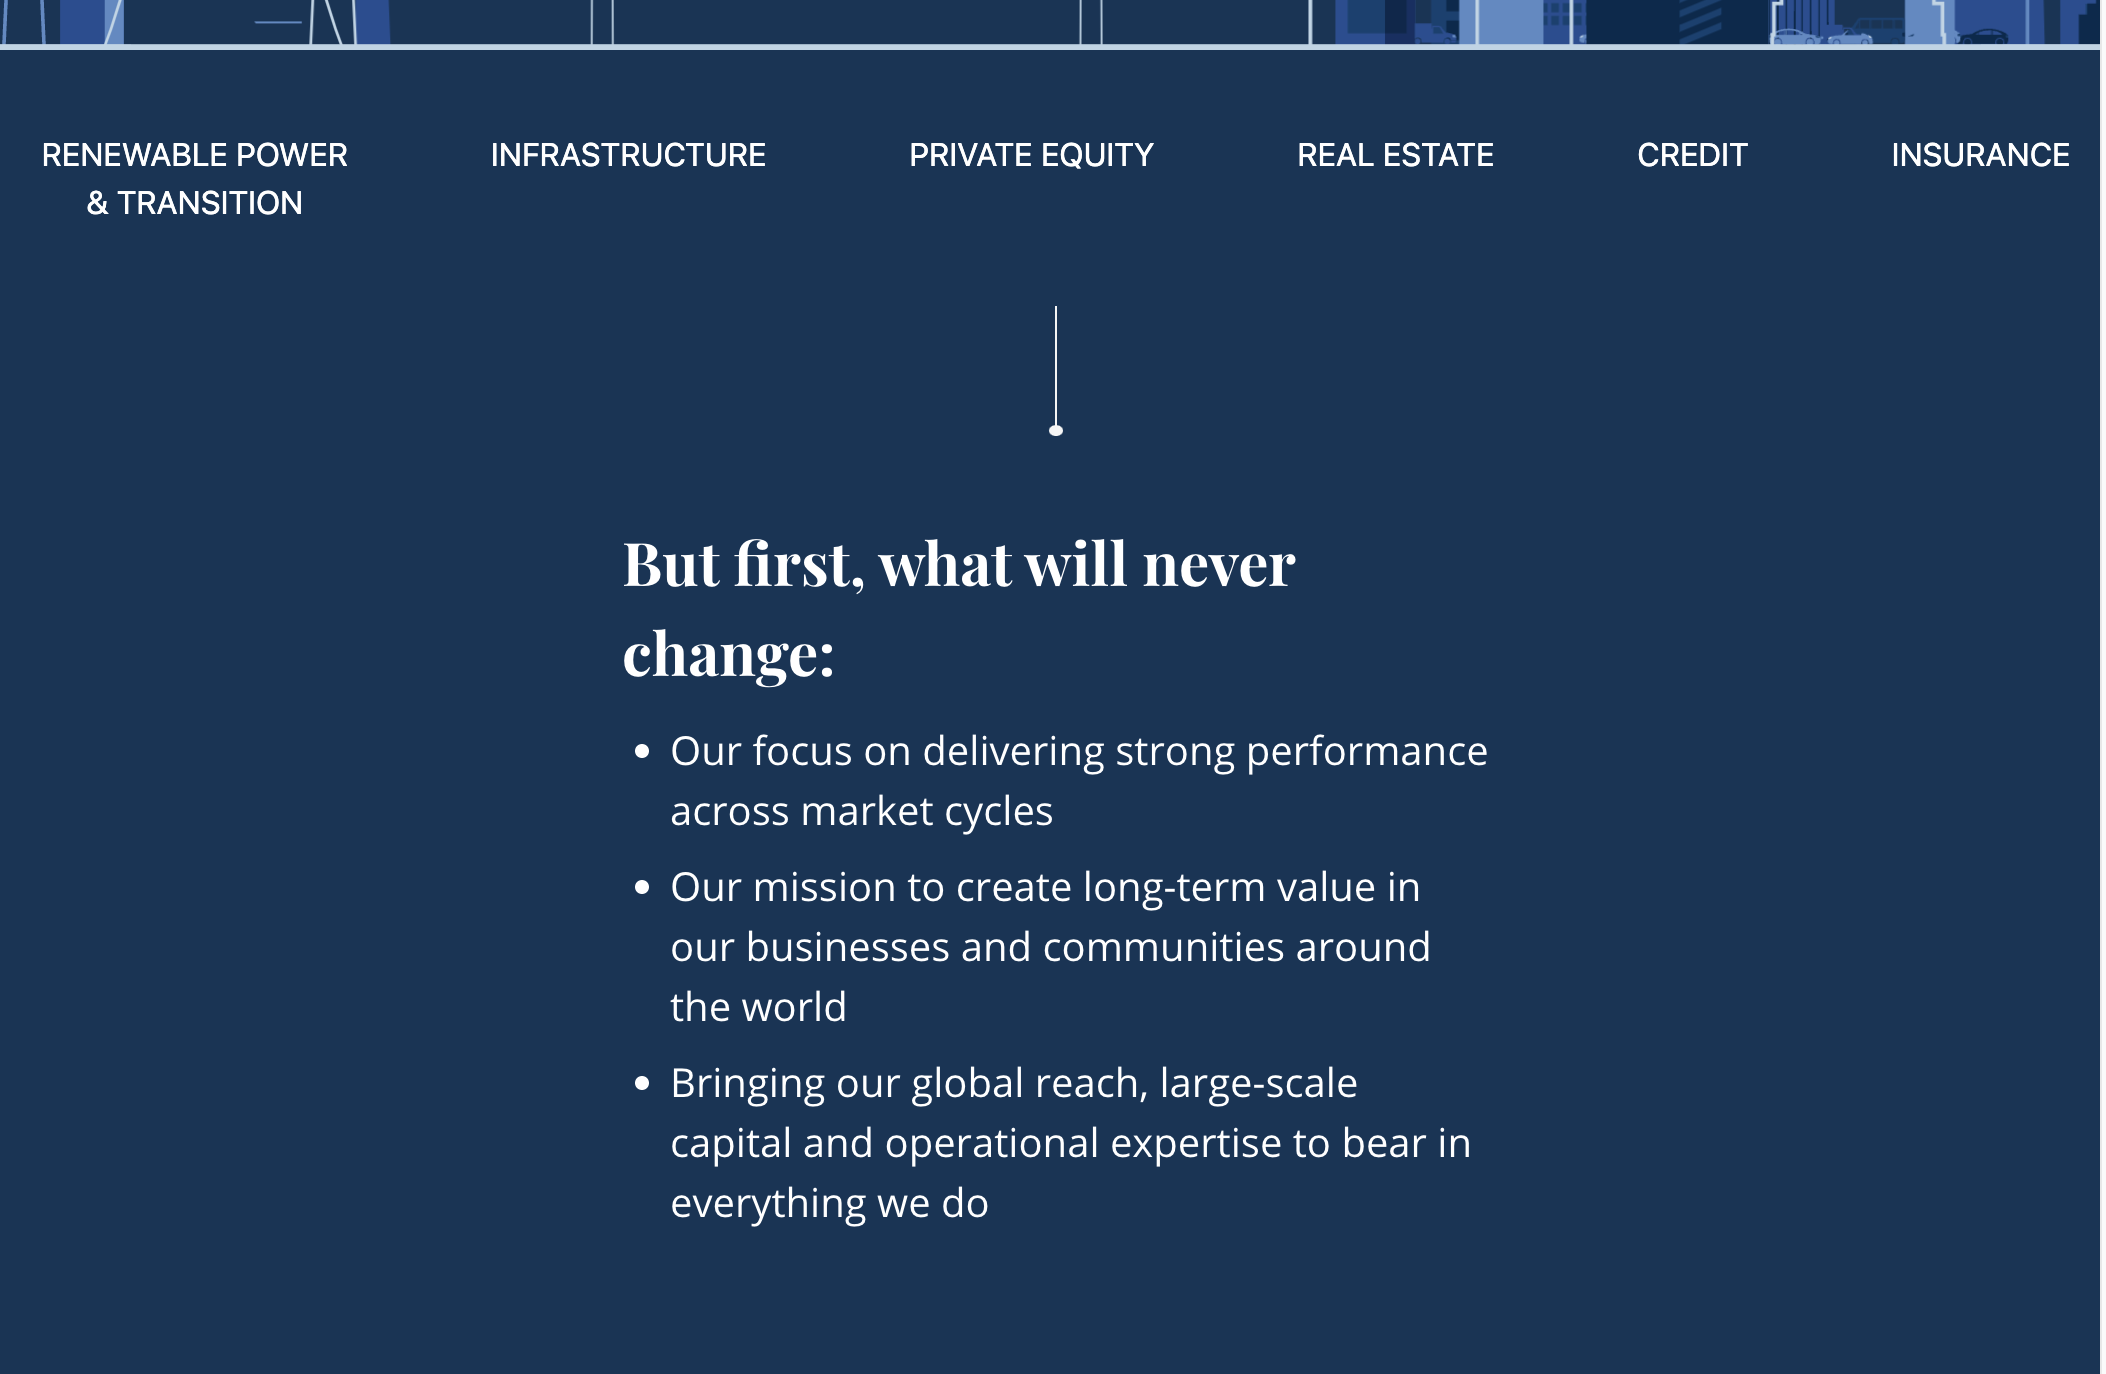 RENEWABLE POWER
& TRANSITION
INFRASTRUCTURE
PRIVATE EQUITY
REAL ESTATE
CREDIT
INSURANCE
But first, what will never
change:
• Our focus on delivering strong performance
across market cycles
• Our mission to create long-term value in
our businesses and communities around
the world
• Bringing our global reach, large-scale
capital and operational expertise to bear in
everything we do